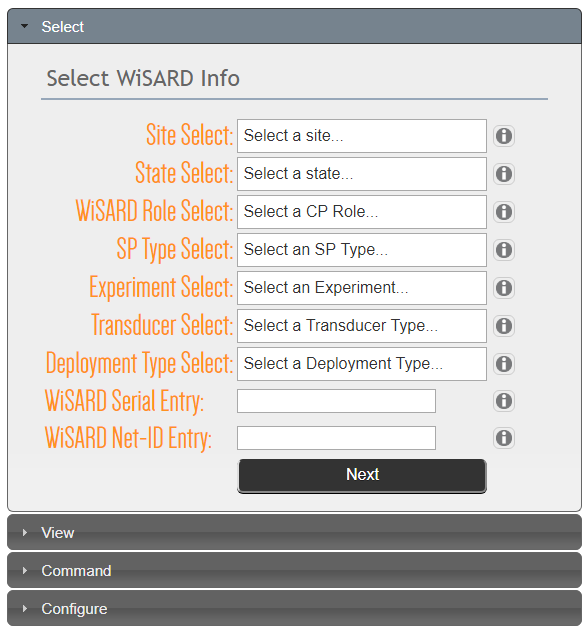 Select
Select WiSARD Info
Site Select: Select a site...
State Select: Select a state...
WiSARD Role Select: Select a CP Role...
SP Type Select: Select an SP Type...
Experiment Select: Select an Experiment...
Transducer Select: Select a Transducer Type...
Deployment Type Select: Select a Deployment Type...
WiSARD Serial Entry:
WiSARD Net-ID Entry:
Next
View
Command
Configure